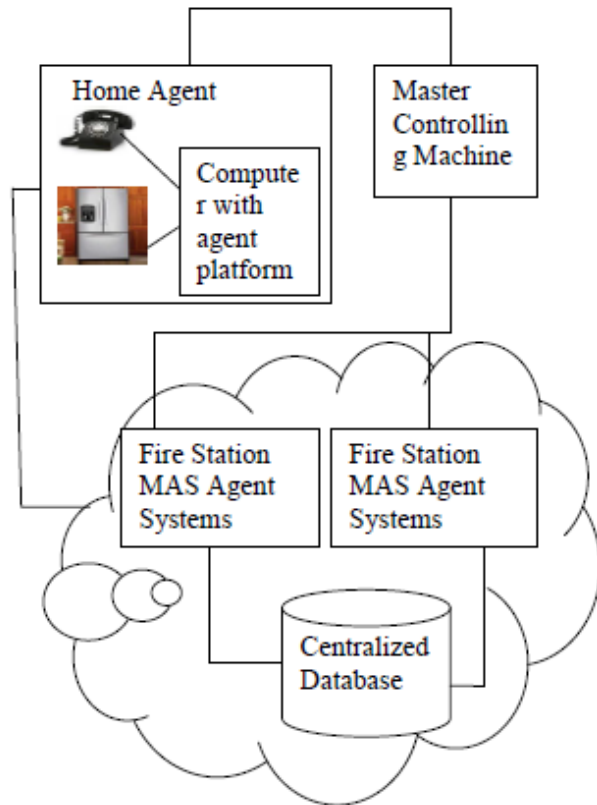 Home Agent
Compute
r with
agent
platform
Master
Controllin
g Machine
Fire Station
MAS Agent
Systems
Fire Station
MAS Agent
Systems
Centralized
Database